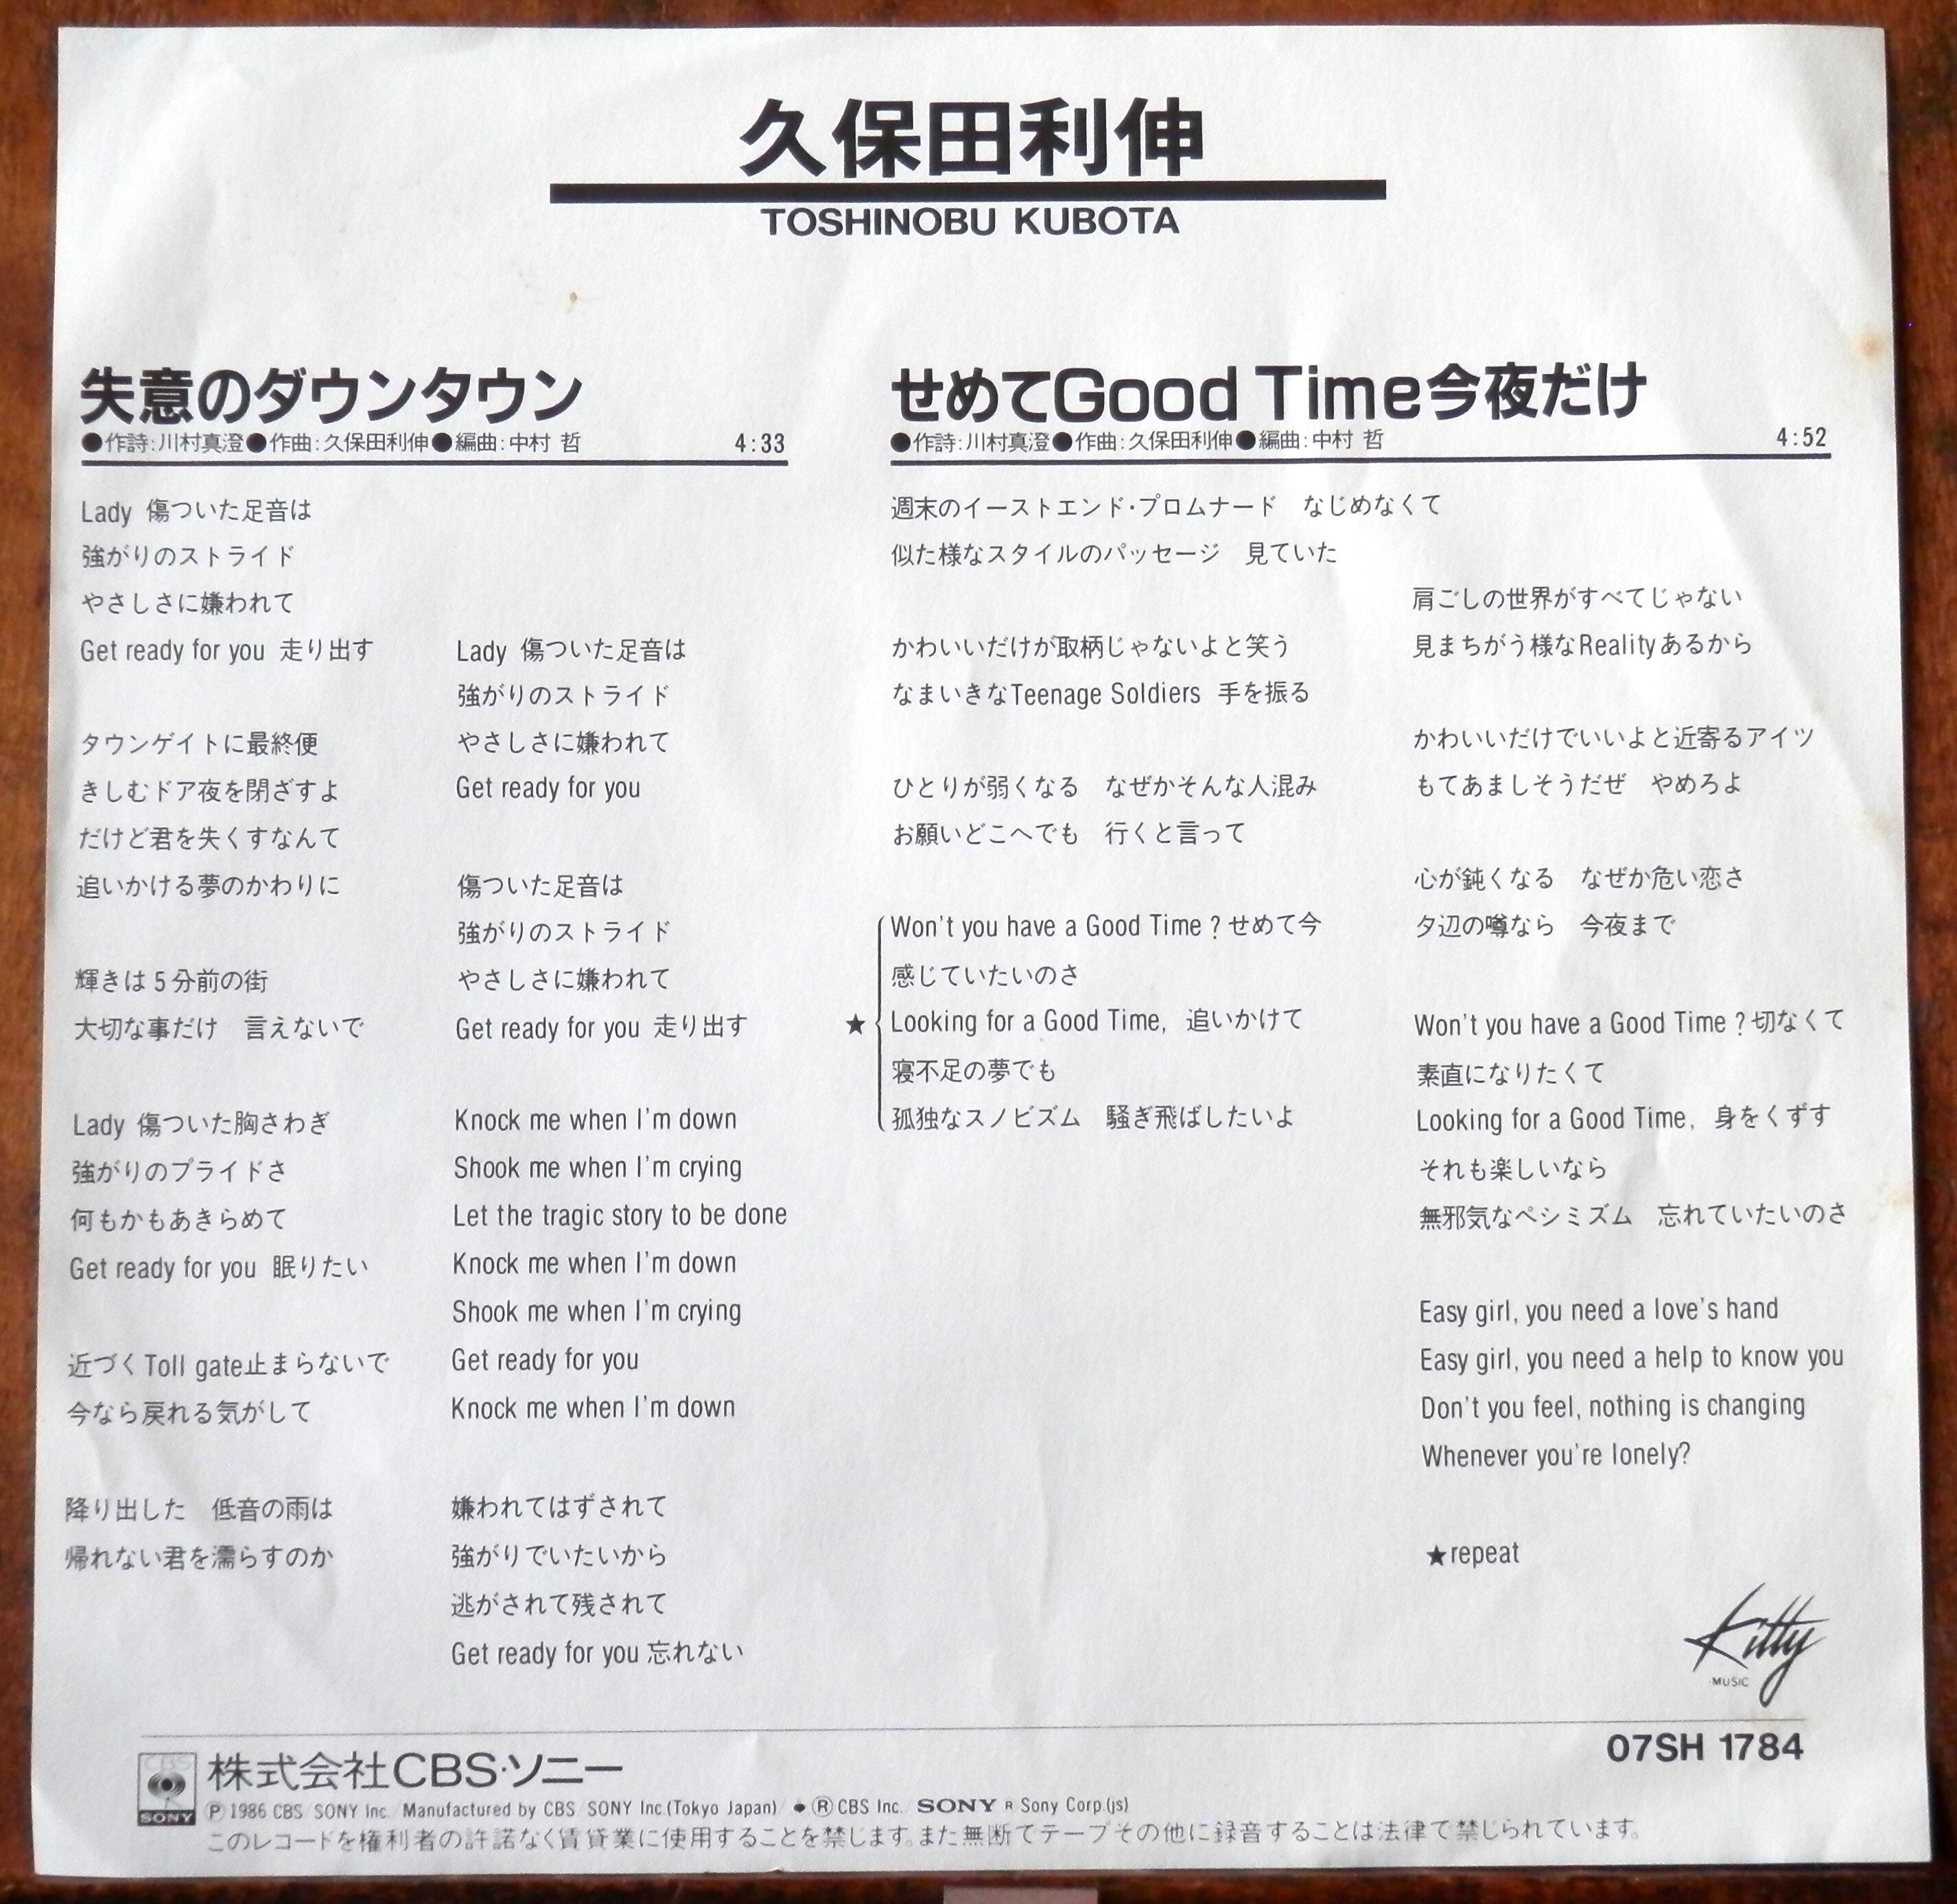 久保田利伸
TOSHINOBU KUBOTA
失意のダウンタウン
●作詩:川村真澄●作曲:久保田利伸●編曲:中村 哲 4:33
Lady 傷ついた足音は
強がりのストライド
やさしさに嫌われて
Get ready for you 走り出す
タウンゲイトに最終便
きしむドア夜を閉ざすよ
だけど君を失くすなんて
追いかける夢のかわりに
輝きは5分前の街
大切な事だけ 言えないで
Lady 傷ついた胸さわぎ
強がりのプライドさ
何もかもあきらめて
Get ready for you 眠りたい
近づくToll gate止まらないで
今なら戻れる気がして
降り出した 低音の雨は
帰れない君を濡らすのか
Lady 傷ついた足音は
強がりのストライド
やさしさに嫌われて
Get ready for you
傷ついた足音は
強がりのストライド
やさしさに嫌われて
Get ready for you 走り出す
Knock me when I'm down
Shook me when I'm crying
Let the tragic story to be done
Knock me when I'm down
Shook me when I'm crying
Get ready for you
Knock me when I'm down
嫌われてはずされて
強がりでいたいから
逃がされて残されて
Get ready for you 忘れない
せめてGood Time今夜だけ
●作詩:川村真澄●作曲:久保田利伸●編曲:中村 哲 4:52
週末のイーストエンド・プロムナード なじめなくて
似た様なスタイルのパッセージ 見ていた
かわいいだけが取柄じゃないよと笑う
なまいきなTeenage Soldiers 手を振る
ひとりが弱くなる なぜかそんな人混み
お願いどこへでも 行くと言って
Won't you have a Good Time?せめて今
感じていたいのさ
★ Looking for a Good Time, 追いかけて
寝不足の夢でも
孤独なスノビズム 騒ぎ飛ばしたいよ
肩ごしの世界がすべてじゃない
見まちがう様なRealityあるから
かわいいだけでいいよと近寄るアイツ
もてあましそうだぜ やめろよ
心が鈍くなる なぜか危い恋さ
夕辺の噂なら 今夜まで
Won't you have a Good Time?切なくて
素直になりたくて
Looking for a Good Time, 身をくずす
それも楽しいなら
無邪気なペシミズム 忘れていたいのさ
Easy girl, you need a love's hand
Easy girl, you need a help to know you
Don't you feel, nothing is changing
Whenever you're lonely?
★repeat
Kitty
MUSIC
07SH 1784
CBS
SONY
株式会社CBS・ソニー
Ⓟ1986 CBS/SONY Inc./Manufactured by CBS/SONY Inc.(Tokyo Japan)/ ®CBS Inc./SONY R Sony Corp.(js)
このレコードを権利者の許諾なく賃貸業に使用することを禁じます。また無断でテープその他に録音することは法律で禁じられています。